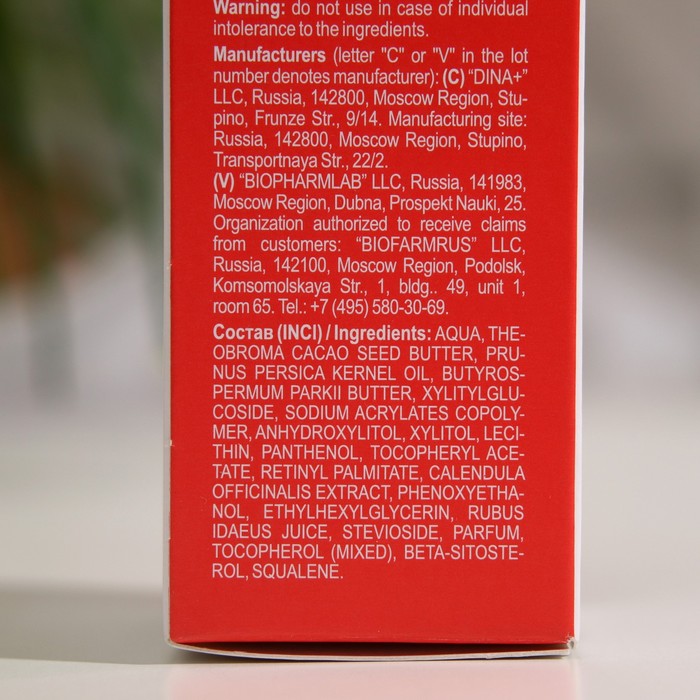 Warning: do not use in case of individual
intolerance to the ingredients.
Manufacturers (letter "C" or "V" in the lot
number denotes manufacturer): (C) “DINA+”
LLC, Russia, 142800, Moscow Region, Stu-
pino, Frunze Str., 9/14. Manufacturing site:
Russia, 142800, Moscow Region, Stupino,
Transportnaya Str., 22/2.
(V) “BIOPHARMLAB” LLC, Russia, 141983,
Moscow Region, Dubna, Prospekt Nauki, 25.
Organization authorized to receive claims
from customers: “BIOFARMRUS” LLC,
Russia, 142100, Moscow Region, Podolsk,
Komsomolskaya Str., 1, bldg.. 49, unit 1,
room 65. Tel.: +7 (495) 580-30-69.
Состав (INCI) / Ingredients: AQUA, THE-
OBROMA CACAO SEED BUTTER, PRU-
NUS PERSICA KERNEL OIL, BUTYROS-
PERMUM PARKII BUTTER, XYLITYLGLU-
COSIDE, SODIUM ACRYLATES COPOLY-
MER, ANHYDROXYLITOL, XYLITOL, LECI-
THIN, PANTHENOL, TOCOPHERYL ACE-
TATE, RETINYL PALMITATE, CALENDULA
OFFICINALIS EXTRACT, PHENOXYETHA-
NOL, ETHYLHEXYLGLYCERIN, RUBUS
IDAEUS JUICE, STEVIOSIDE, PARFUM,
TOCOPHEROL (MIXED), BETA-SITOSTE-
ROL, SQUALENE.